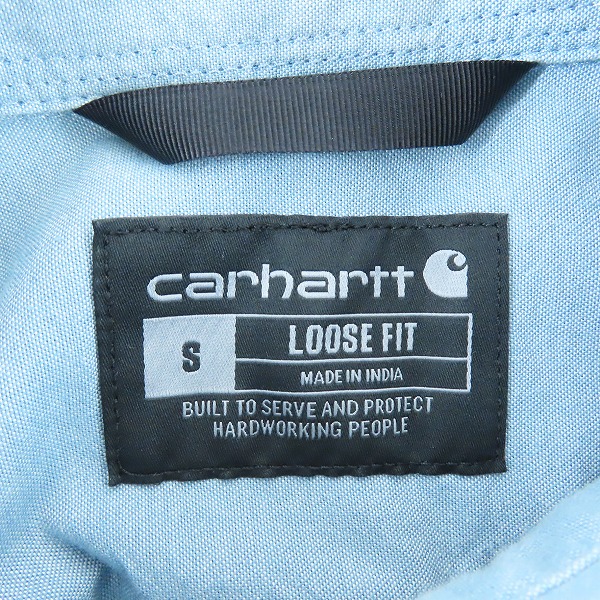 carhartt
S
LOOSE FIT
MADE IN INDIA
BUILT TO SERVE AND PROTECT
HARDWORKING PEOPLE